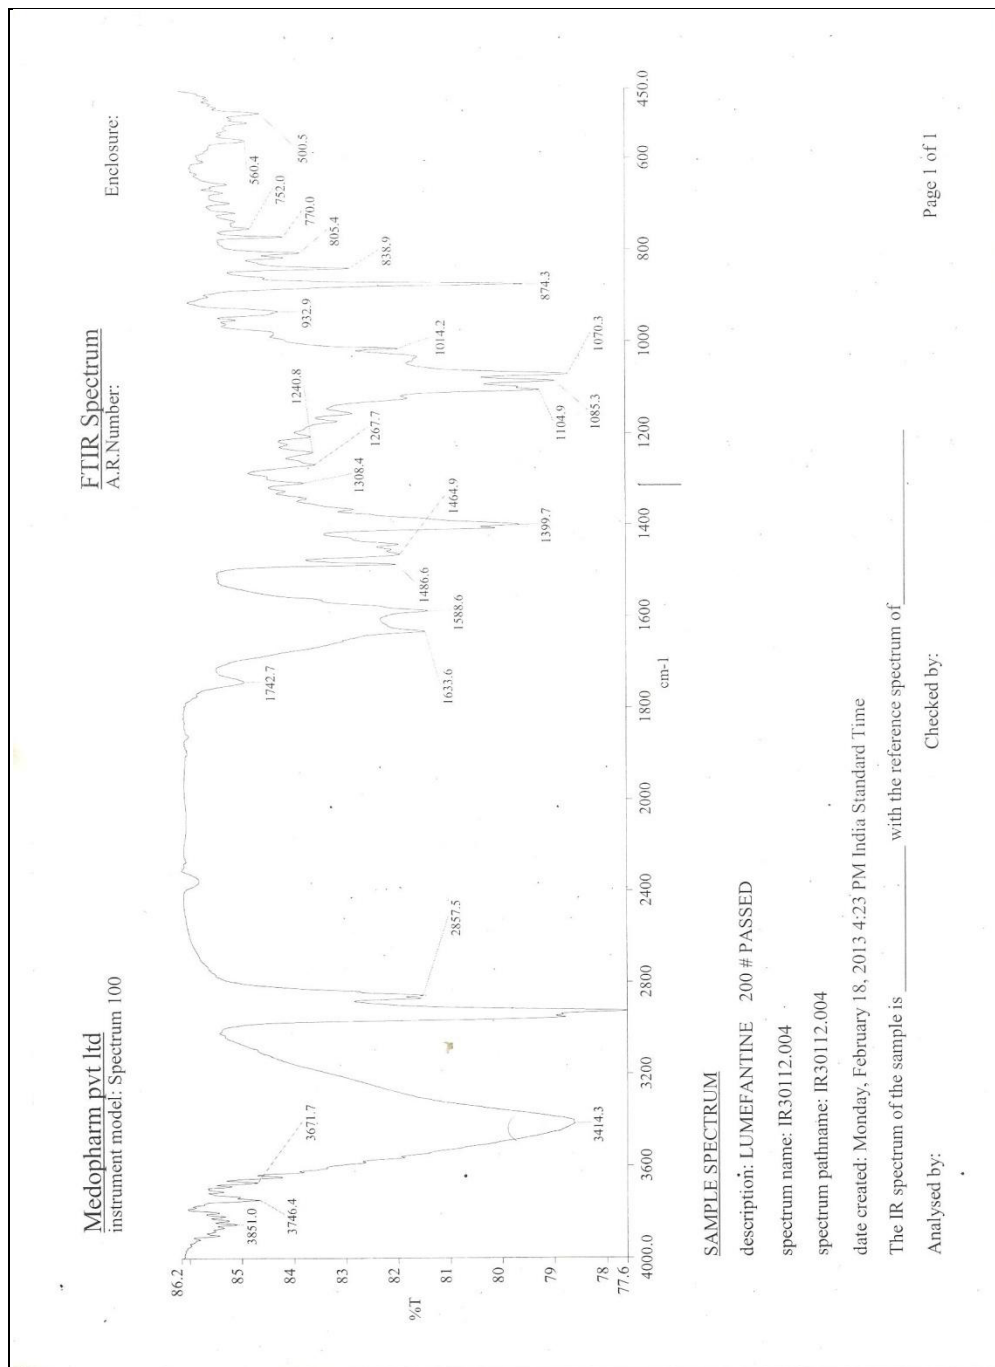 Medopharm pvt ltd
instrument model: Spectrum 100
FTIR Spectrum
A.R.Number:
Enclosure:
86.2
85
84
83
82
81
80
79
78
77.6
%T
3851.0
3746.4
3671.7
3414.3
2857.5
1742.7
1633.6
1588.6
1486.6
1464.9
1399.7
1308.4
1267.7
1240.8
1104.9
1085.3
1070.3
1014.2
932.9
874.3
838.9
805.4
770.0
752.0
560.4
500.5
4000.0 3600 3200 2800 2400 2000 1800 1600 1400 1200 1000 800 600 450.0
cm-1
SAMPLE SPECTRUM
description: LUMEFANTINE 200 # PASSED
spectrum name: IR30112.004
spectrum pathname: IR30112.004
date created: Monday, February 18, 2013 4:23 PM India Standard Time
The IR spectrum of the sample is ____________ with the reference spectrum of ____________
Analysed by: Checked by: Page 1 of 1